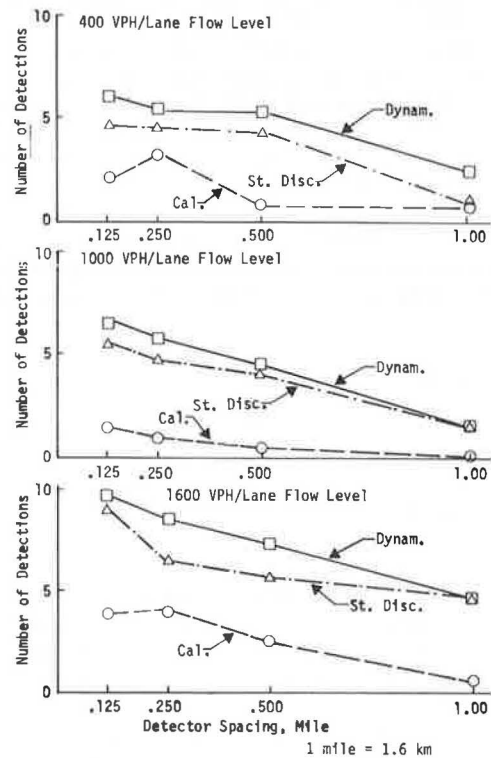 400 VPH/Lane Flow Level
10
5
0
Number of Detections
Dynam.
St. Disc.
Cal.
.125 .250 .500 1.00
1000 VPH/Lane Flow Level
10
5
0
Number of Detections
Dynam.
St. Disc.
Cal.
.125 .250 .500 1.00
1600 VPH/Lane Flow Level
10
5
0
Number of Detections
Dynam.
St. Disc.
Cal.
.125 .250 .500 1.00
Detector Spacing, Mile
1 mile = 1.6 km